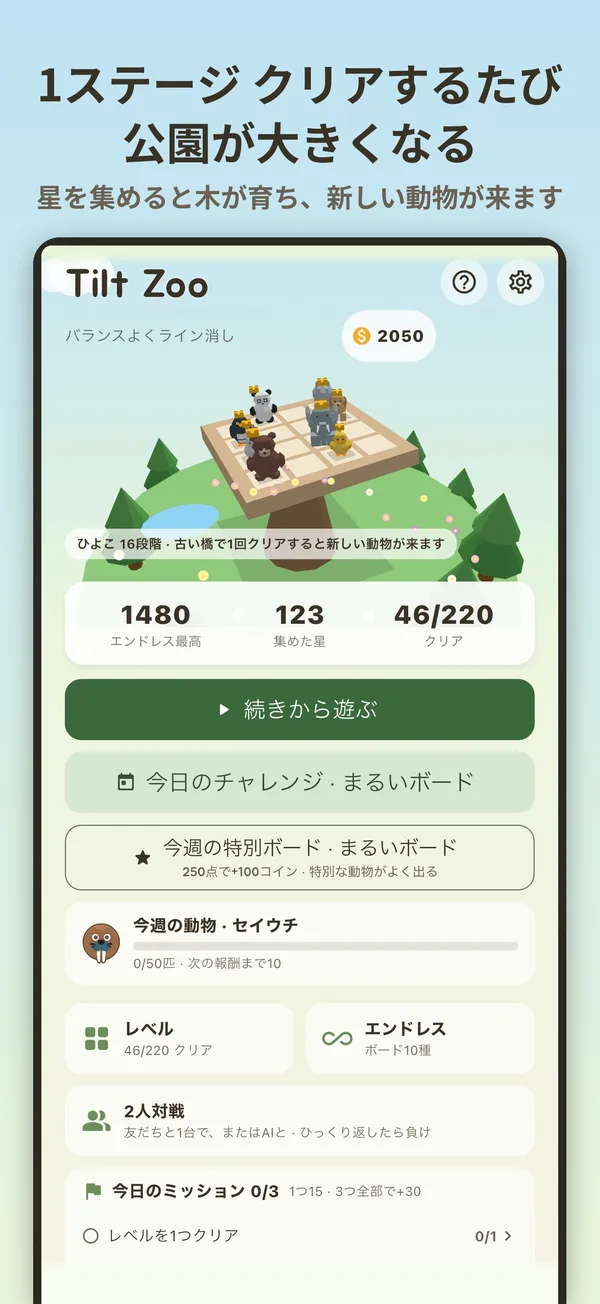 1ステージ クリアするたび
公園が大きくなる
星を集めると木が育ち、新しい動物が来ます
Tilt Zoo
バランスよくライン消し
$ 2050
ひよこ 16段階 · 古い橋で1回クリアすると新しい動物が来ます
1480 123 46/220
エンドレス最高 集めた星 クリア
続きから遊ぶ
今日のチャレンジ · まるいボード
今週の特別ボード · まるいボード
250点で+100コイン · 特別な動物がよく出る
今週の動物 · セイウチ
0/50匹 · 次の報酬まで10
レベル
46/220 クリア
エンドレス
ボード10種
2人対戦
友だちと1台で、またはAIと · ひっくり返したら負け
今日のミッション 0/3 1つ15 · 3つ全部で+30
レベルを1つクリア 0/1